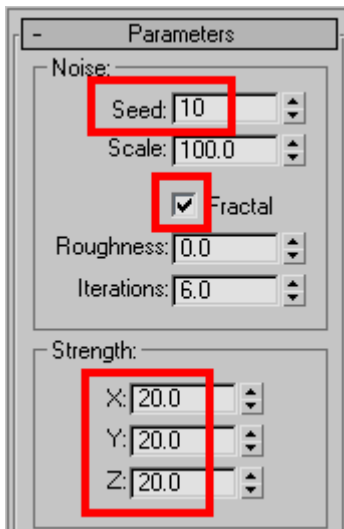 - Parameters
Noise:
Seed: 10
Scale: 100.0
Fractal
Roughness: 0.0
Iterations: 6.0
Strength:
X: 20.0
Y: 20.0
Z: 20.0